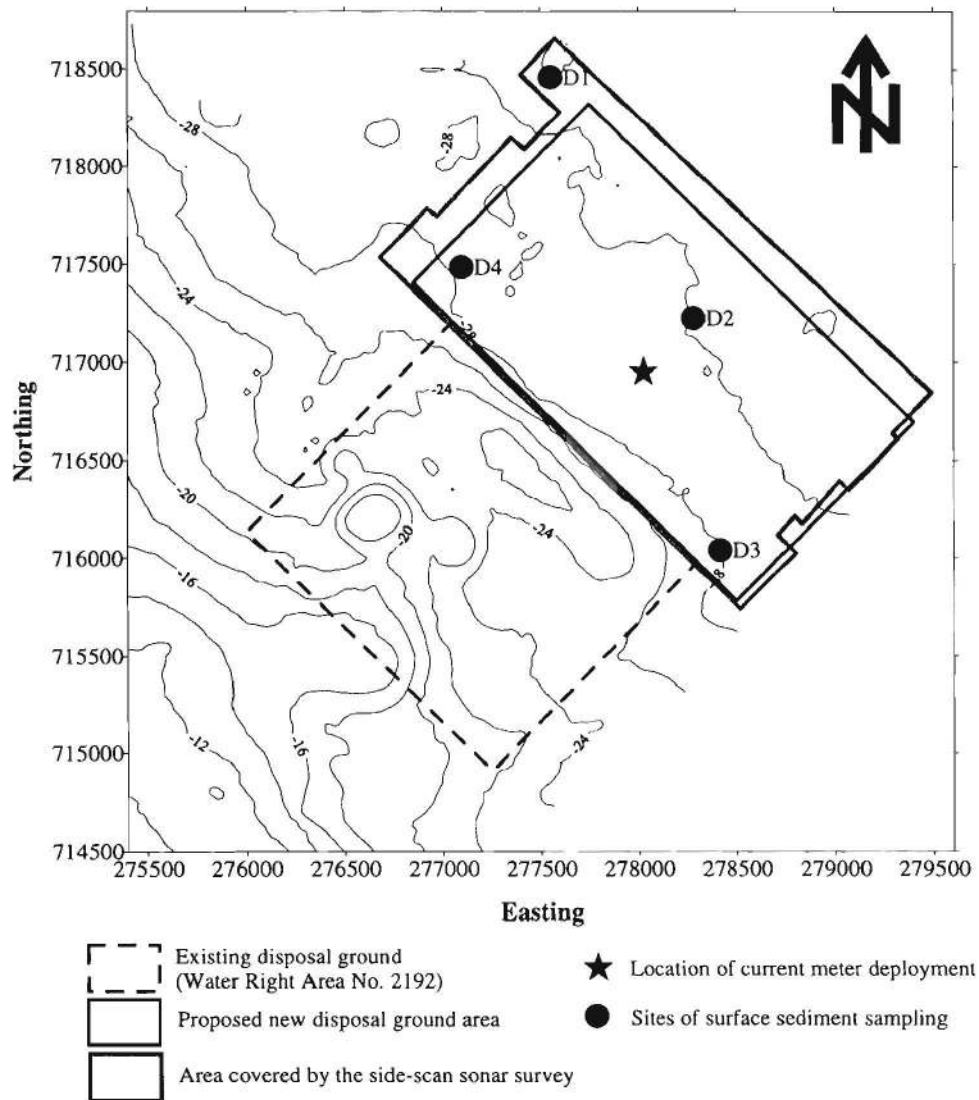 718500
718000
717500
717000
716500
716000
715500
715000
714500
Northing
275500 276000 276500 277000 277500 278000 278500 279000 279500
Easting
N
D1
D4
D2
D3
-28
-28
-24
-28
-24
-20
-20
-24
-16
-16
-12
-24
8
Existing disposal ground
(Water Right Area No. 2192)
Proposed new disposal ground area
Area covered by the side-scan sonar survey
Location of current meter deployment
Sites of surface sediment sampling